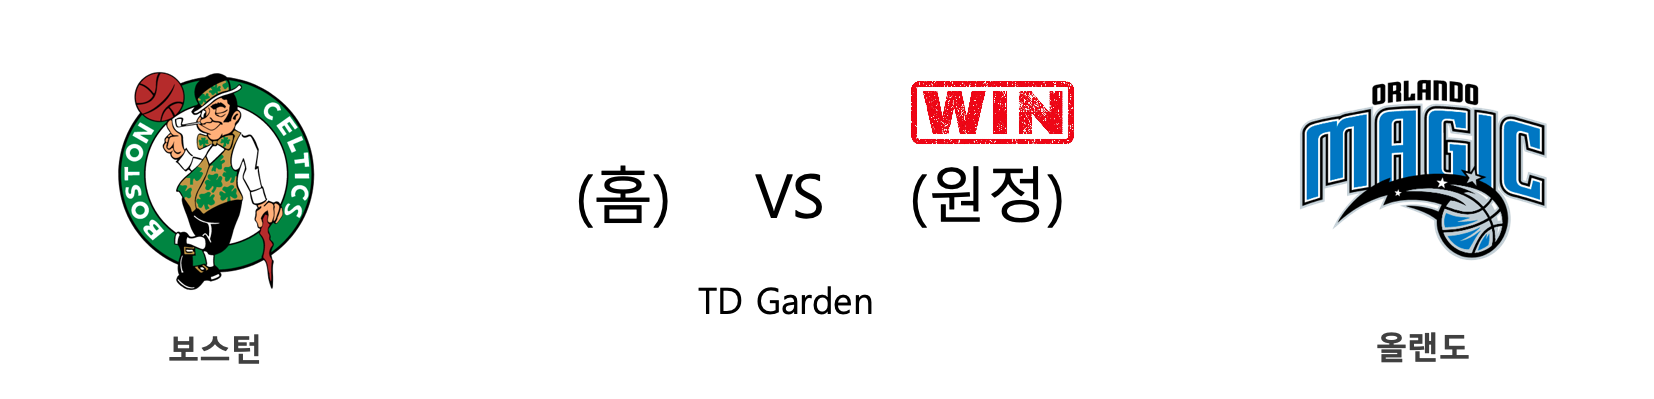 BOSTON CELTICS
WIN
ORLANDO
MAGIC
(홈) VS (원정)
TD Garden
보스턴
올랜도